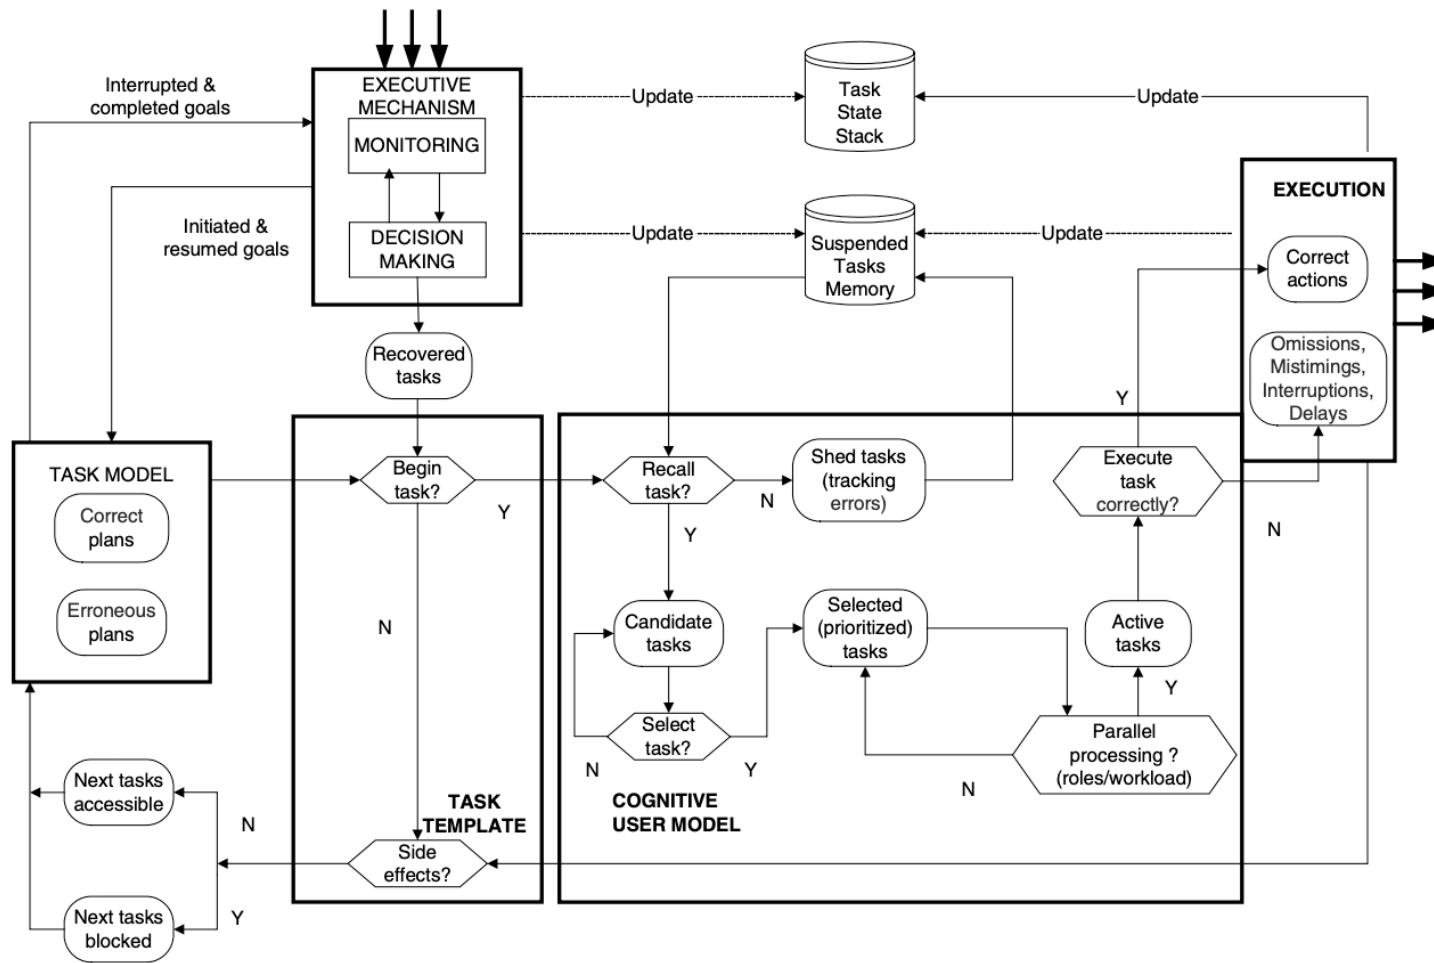 Interrupted &
completed goals
EXECUTIVE
MECHANISM
MONITORING
DECISION
MAKING
Update
Task
State
Stack
Update
EXECUTION
Initiated &
resumed goals
Update
Suspended
Tasks
Memory
Update
Correct
actions
Recovered
tasks
Omissions,
Mistimings,
Interruptions,
Delays
Y
TASK MODEL
Correct
plans
Erroneous
plans
Begin
task?
Y
N
Recall
task?
N
Y
Shed tasks
(tracking
errors)
Execute
task
correctly?
N
Candidate
tasks
Selected
(prioritized)
tasks
Active
tasks
Y
Select
task?
N
Y
Parallel
processing ?
(roles/workload)
N
Next tasks
accessible
N
TASK
TEMPLATE
COGNITIVE
USER MODEL
Side
effects?
Y
Next tasks
blocked